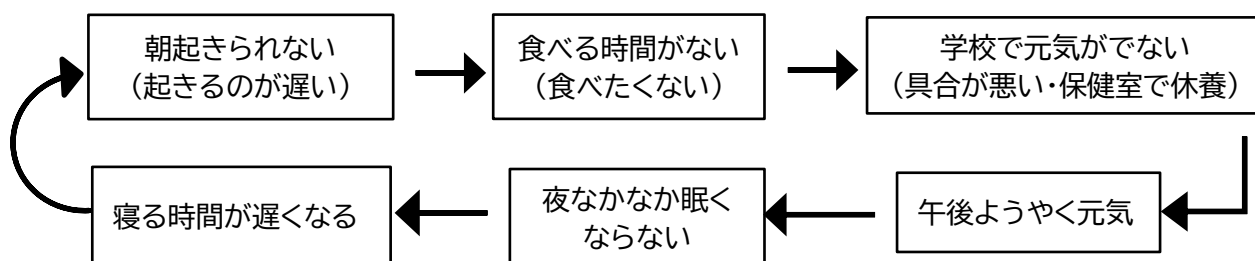 朝起きられない
（起きるのが遅い）
食べる時間がない
（食べたくない）
学校で元気がでない
（具合が悪い・保健室で休養）
午後ようやく元気
夜なかなか眠く
ならない
寝る時間が遅くなる